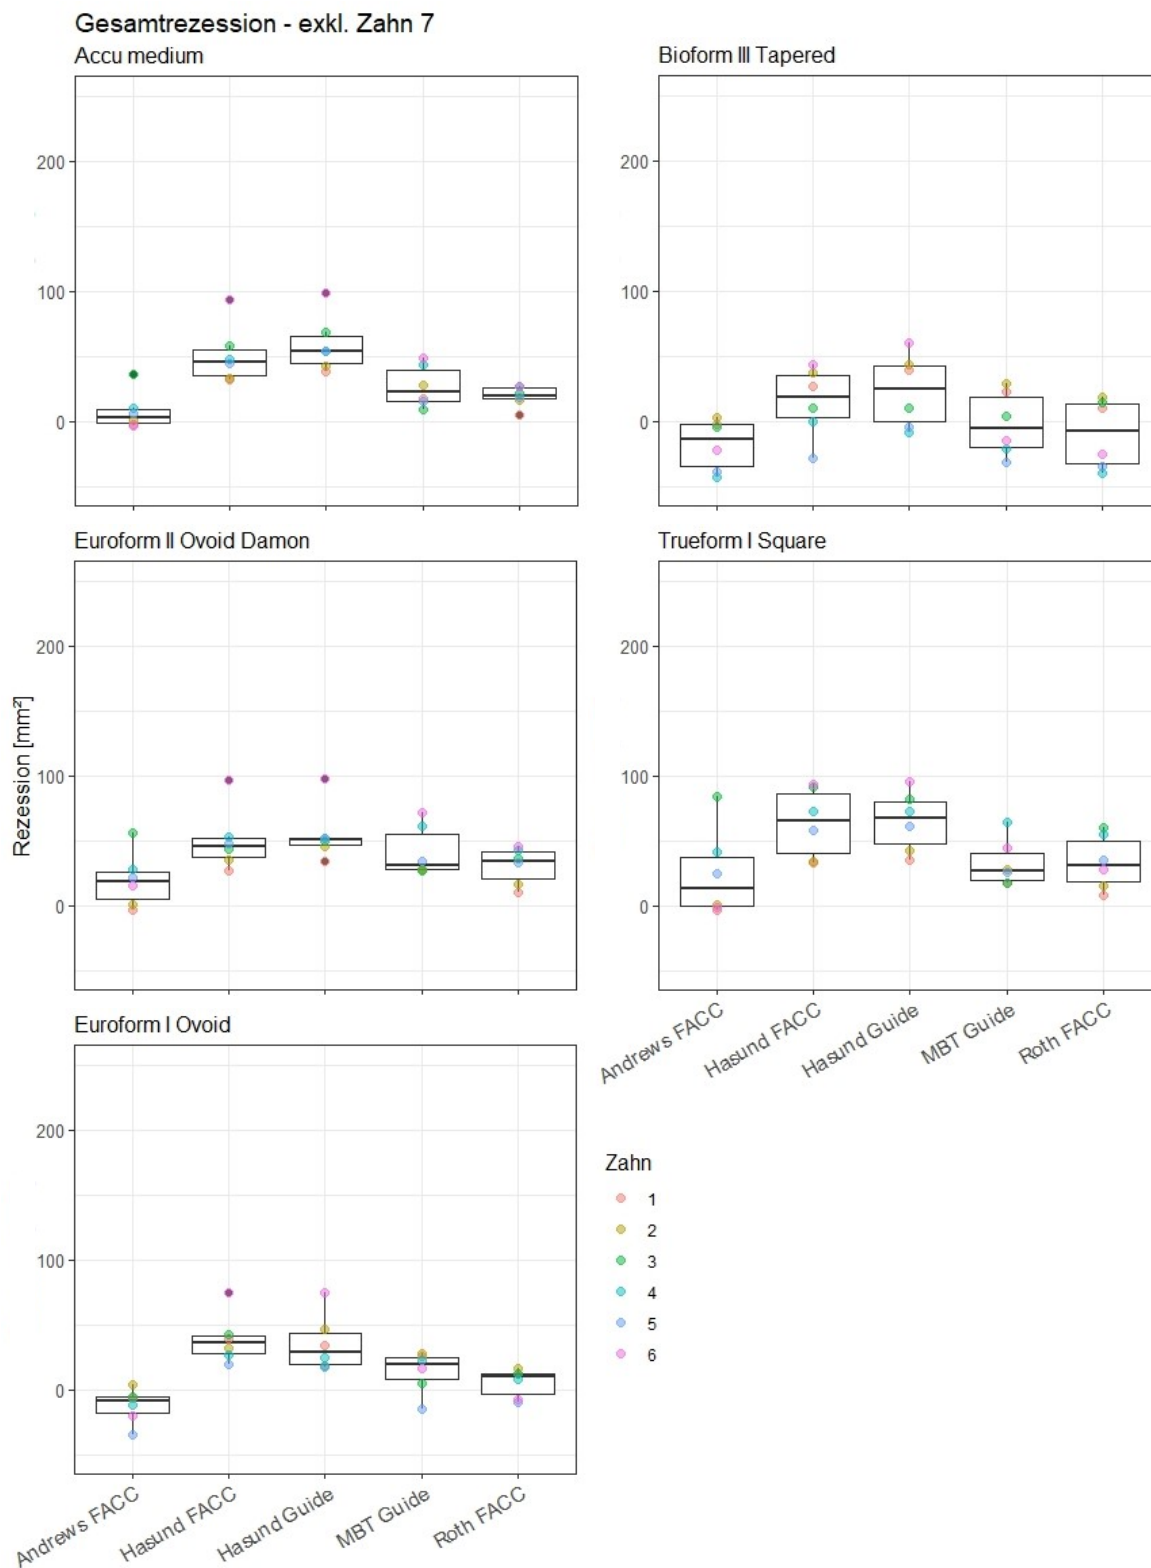 Gesamtrezession - exkl. Zahn 7
Accu medium
Bioform III Tapered
200
100
0
200
100
0
Euroform II Ovoid Damon
Trueform I Square
Rezession [mm²]
200
100
0
200
100
0
Andrews FACC
Hasund FACC
Hasund Guide
MBT Guide
Roth FACC
Euroform I Ovoid
200
100
0
Andrews FACC
Hasund FACC
Hasund Guide
MBT Guide
Roth FACC
Zahn
1
2
3
4
5
6